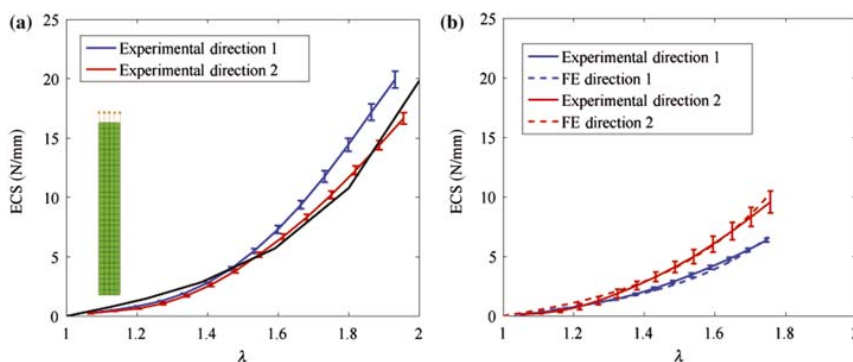 (a)
Experimental direction 1
Experimental direction 2
25
20
15
10
5
0
ECS (N/mm)
1
1.2
1.4
1.6
1.8
2
λ
(b)
Experimental direction 1
FE direction 1
Experimental direction 2
FE direction 2
25
20
15
10
5
0
ECS (N/mm)
1
1.2
1.4
1.6
1.8
2
λ